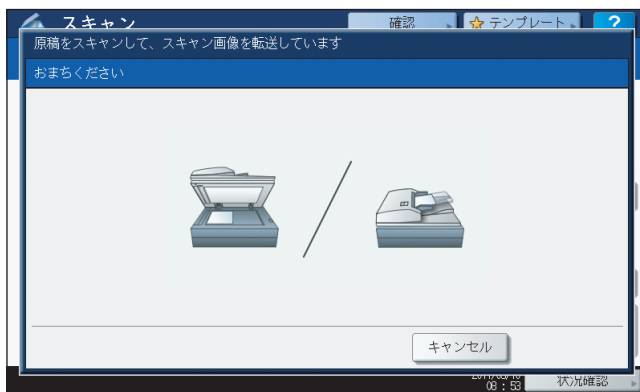 スキャン 確認 テンプレート ?
原稿をスキャンして、スキャン画像を転送しています
おまちください
キャンセル
08:53 状況確認